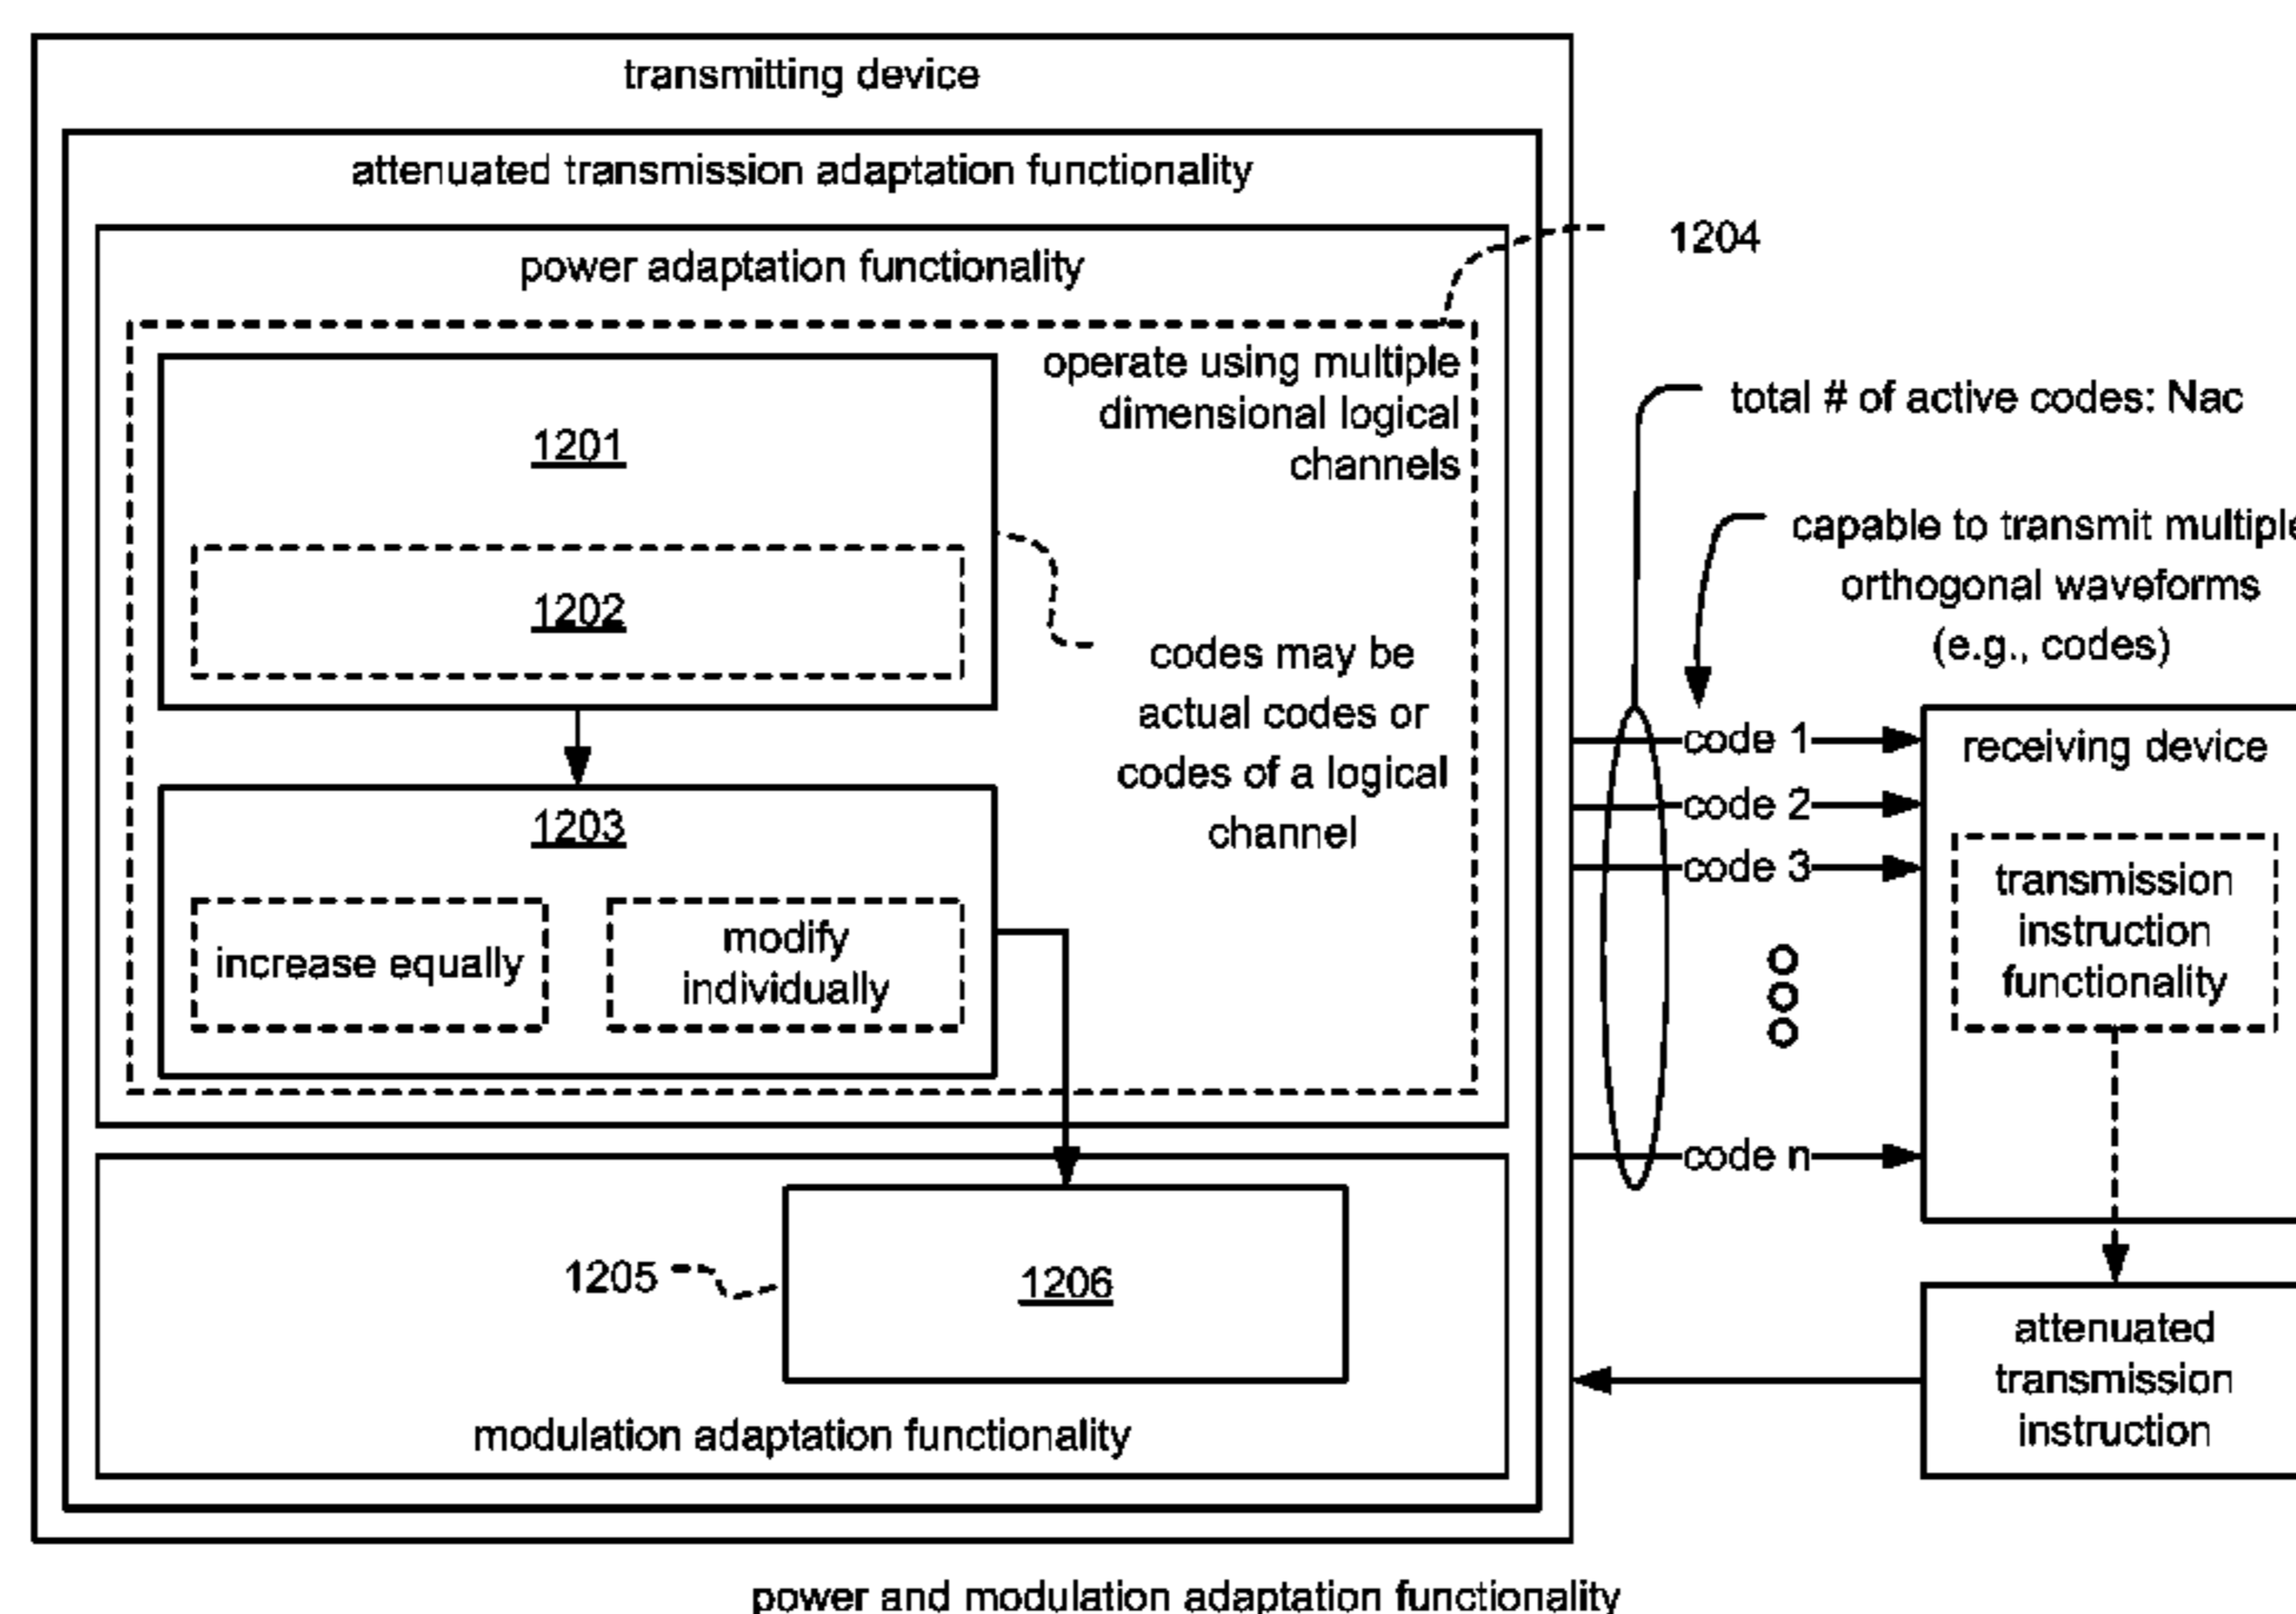 transmitting device
attenuated transmission adaptation functionality
power adaptation functionality
1204
operate using multiple
dimensional logical
channels
1201
1202
codes may be
actual codes or
codes of a logical
channel
1203
increase equally
modify
individually
1205
1206
modulation adaptation functionality
total # of active codes: Nac
capable to transmit multiple
orthogonal waveforms
(e.g., codes)
code 1
code 2
code 3
code n
receiving device
transmission
instruction
functionality
attenuated
transmission
instruction
power and modulation adaptation functionality